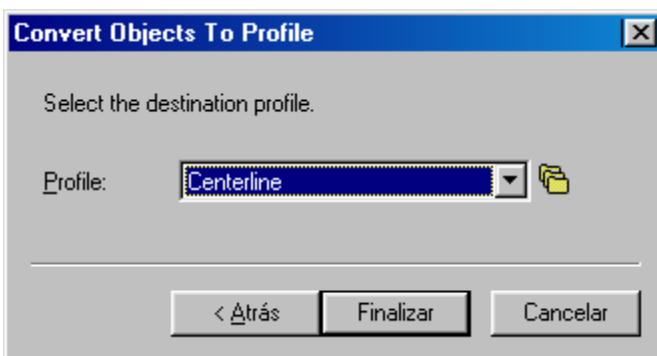 Convert Objects To Profile
Select the destination profile.
Profile: Centerline
< Atrás Finalizar Cancelar